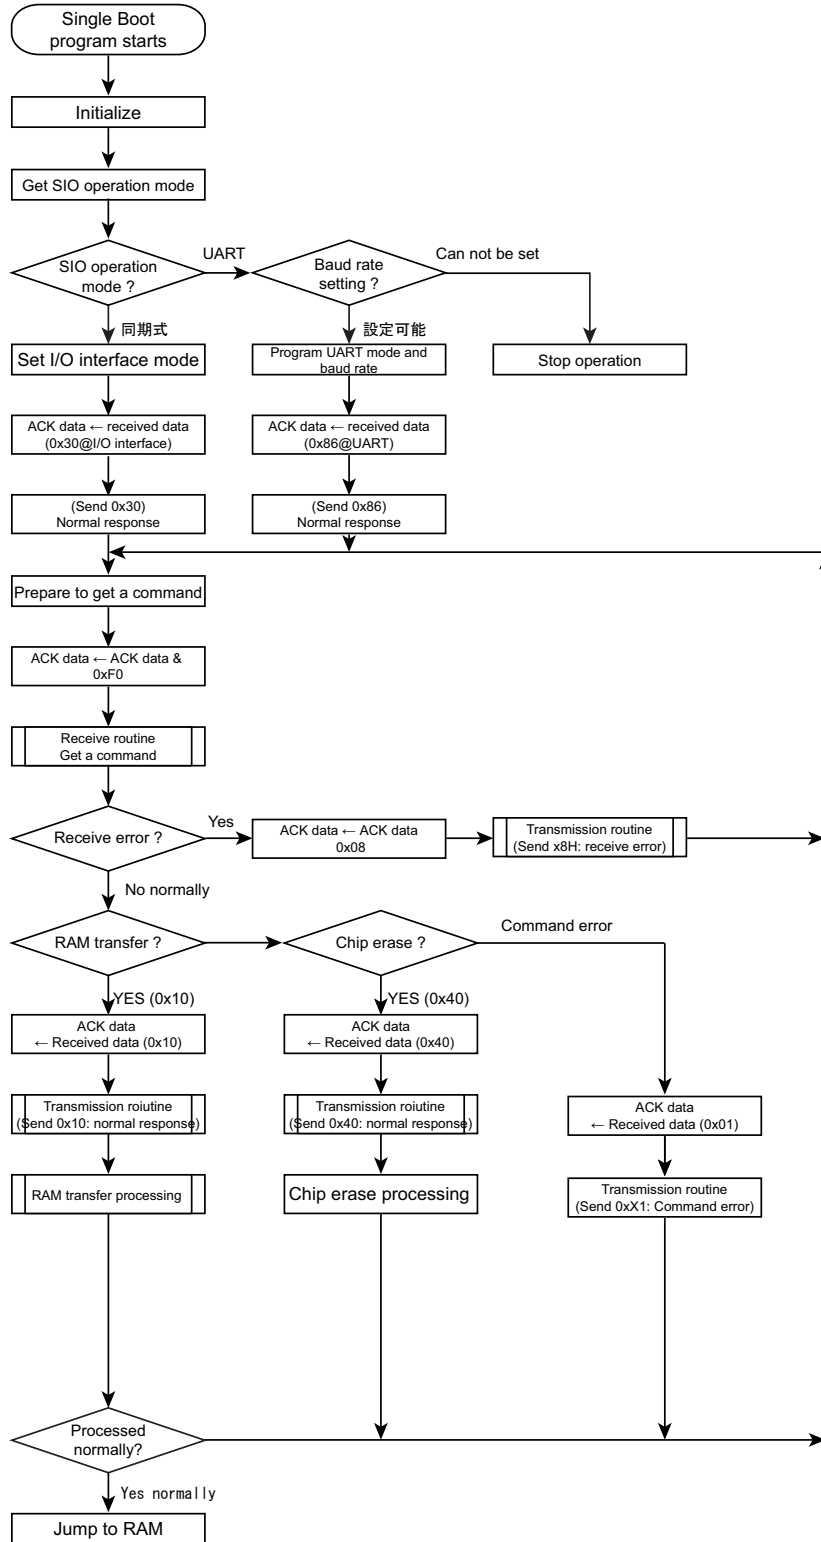 Single Boot
program starts
Initialize
Get SIO operation mode
SIO operation
mode ?
UART
Baud rate
setting ?
Can not be set
同期式
設定可能
Set I/O interface mode
Program UART mode and
baud rate
Stop operation
ACK data ← received data
(0x30@I/O interface)
ACK data ← received data
(0x86@UART)
(Send 0x30)
Normal response
(Send 0x86)
Normal response
Prepare to get a command
ACK data ← ACK data &
0xF0
Receive routine
Get a command
Receive error ?
Yes
ACK data ← ACK data
0x08
Transmission routine
(Send x8H: receive error)
No normally
RAM transfer ?
Chip erase ?
Command error
YES (0x10)
YES (0x40)
ACK data
← Received data (0x10)
ACK data
← Received data (0x40)
Transmission roiutine
(Send 0x10: normal response)
Transmission roiutine
(Send 0x40: normal response)
ACK data
← Received data (0x01)
RAM transfer processing
Chip erase processing
Transmission routine
(Send 0xX1: Command error)
Processed
normally?
Yes normally
Jump to RAM